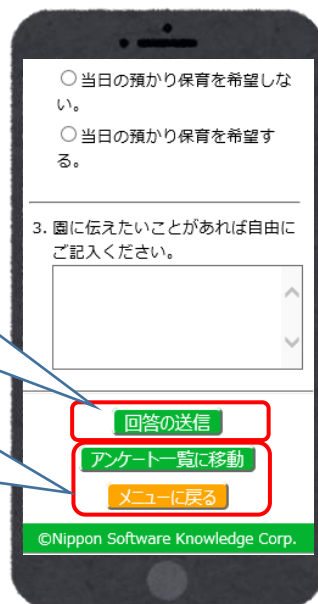 ○当日の預かり保育を希望しな
い。
○当日の預かり保育を希望す
る。
3. 園に伝えたいことがあれば自由に
ご記入ください。
回答の送信
アンケート一覧に移動
メニューに戻る
©Nippon Software Knowledge Corp.